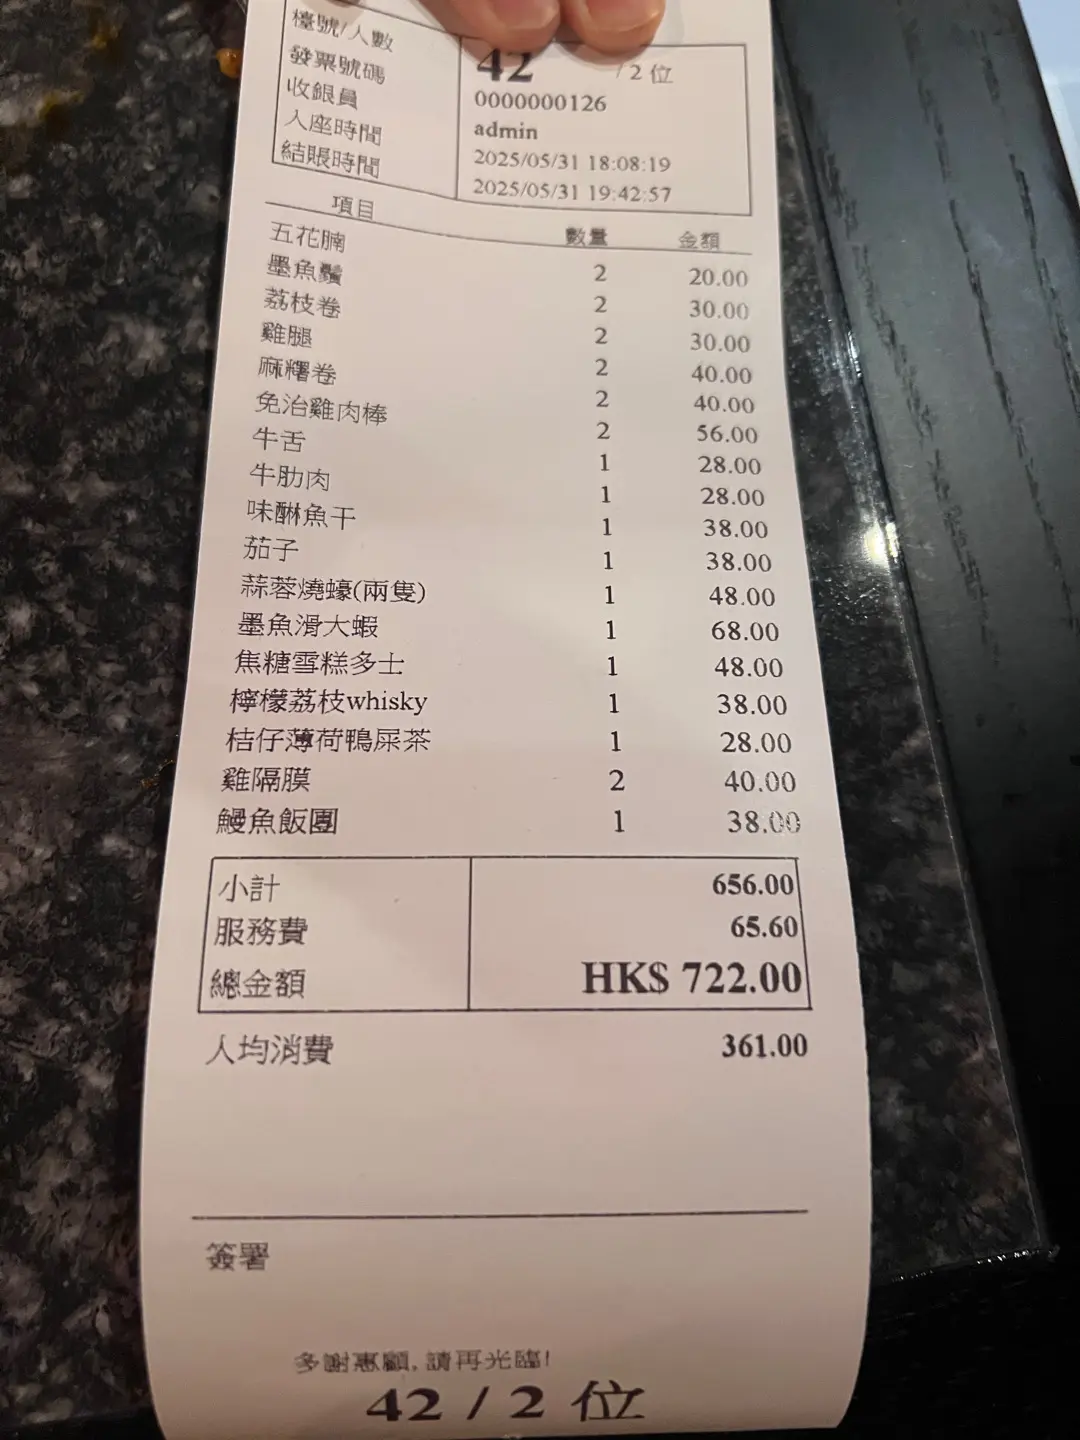 檯號/人數 42 / 2 位
發票號碼 0000000126
收銀員 admin
入座時間 2025/05/31 18:08:19
結賬時間 2025/05/31 19:42:57
項目 數量 金額
五花腩 2 20.00
墨魚鬚 2 30.00
荔枝卷 2 30.00
雞腿 2 40.00
麻糬卷 2 40.00
免治雞肉棒 2 56.00
牛舌 1 28.00
牛肋肉 1 28.00
味醂魚干 1 38.00
茄子 1 38.00
蒜蓉燒蠔(兩隻) 1 48.00
墨魚滑大蝦 1 68.00
焦糖雪糕多士 1 48.00
檸檬荔枝whisky 1 38.00
桔仔薄荷鴨屎茶 1 28.00
雞隔膜 2 40.00
鰻魚飯團 1 38.00
小計 656.00
服務費 65.60
總金額 HK$ 722.00
人均消費 361.00
簽署
多謝惠顧, 請再光臨!
42 / 2 位